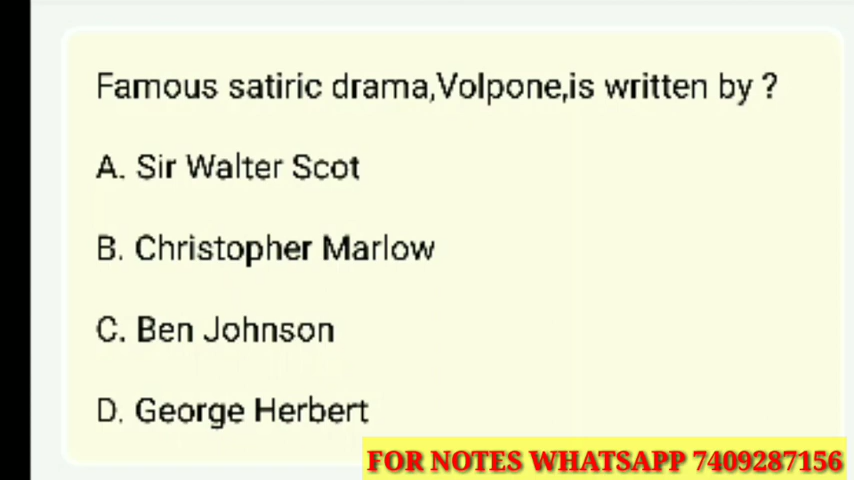 Famous satiric drama,Volpone,is written by ?
A. Sir Walter Scot
B. Christopher Marlow
C. Ben Johnson
D. George Herbert
FOR NOTES WHATSAPP 7409287156